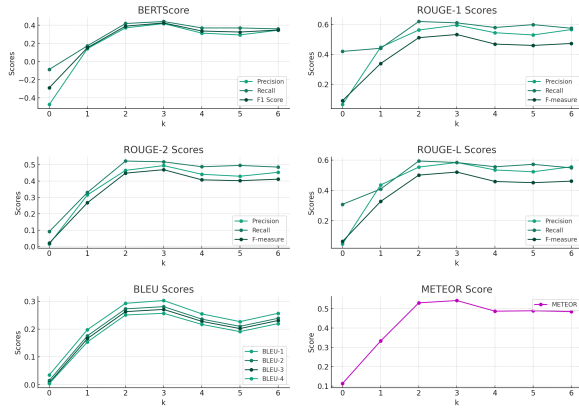 BERTScore
Scores
0.4
0.2
0.0
−0.2
−0.4
Precision
Recall
F1 Score
0 1 2 3 4 5 6
k
ROUGE-1 Scores
Scores
0.6
0.4
0.2
Precision
Recall
F-measure
0 1 2 3 4 5 6
k
ROUGE-2 Scores
Scores
0.5
0.4
0.3
0.2
0.1
0.0
Precision
Recall
F-measure
0 1 2 3 4 5 6
k
ROUGE-L Scores
Scores
0.6
0.4
0.2
Precision
Recall
F-measure
0 1 2 3 4 5 6
k
BLEU Scores
Scores
0.3
0.2
0.1
0.0
BLEU-1
BLEU-2
BLEU-3
BLEU-4
0 1 2 3 4 5 6
k
METEOR Score
Score
0.5
0.4
0.3
0.2
0.1
METEOR
0 1 2 3 4 5 6
k